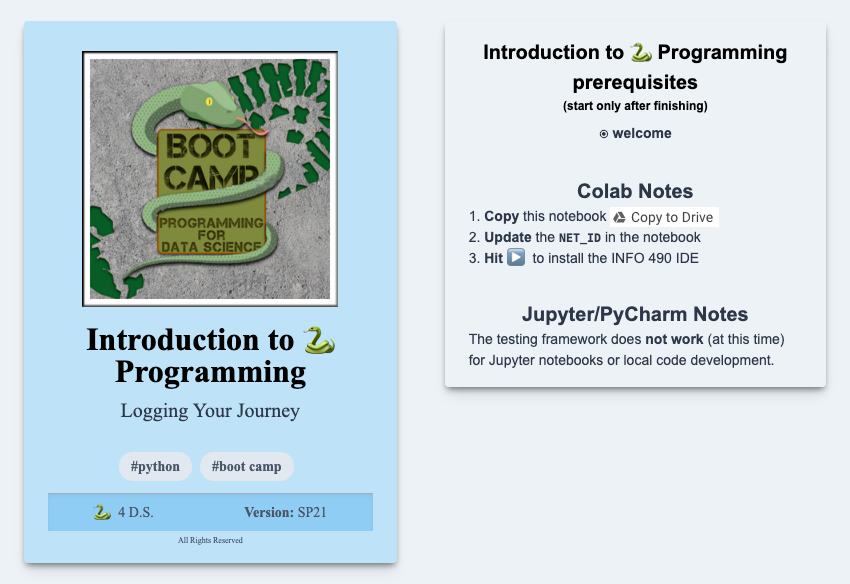 BOOT
CAMP
PROGRAMMING
FOR
DATA SCIENCE
Introduction to 🐍
Programming
Logging Your Journey
#python
#boot camp
🐍 4 D.S.
Version: SP21
All Rights Reserved
Introduction to 🐍 Programming
prerequisites
(start only after finishing)
⦿ welcome
Colab Notes
1. Copy this notebook Copy to Drive
2. Update the NET_ID in the notebook
3. Hit ▶️ to install the INFO 490 IDE
Jupyter/PyCharm Notes
The testing framework does not work (at this time)
for Jupyter notebooks or local code development.